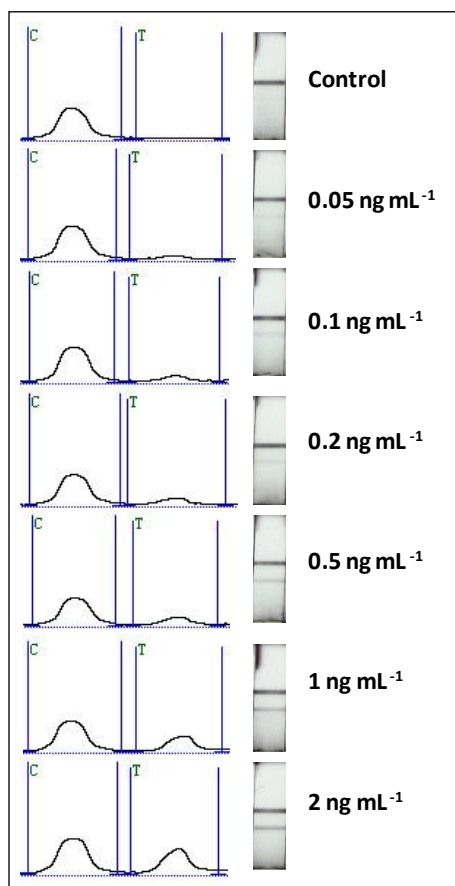 C T
Control
C T
0.05 ng mL⁻¹
C T
0.1 ng mL⁻¹
C T
0.2 ng mL⁻¹
C T
0.5 ng mL⁻¹
C T
1 ng mL⁻¹
C T
2 ng mL⁻¹